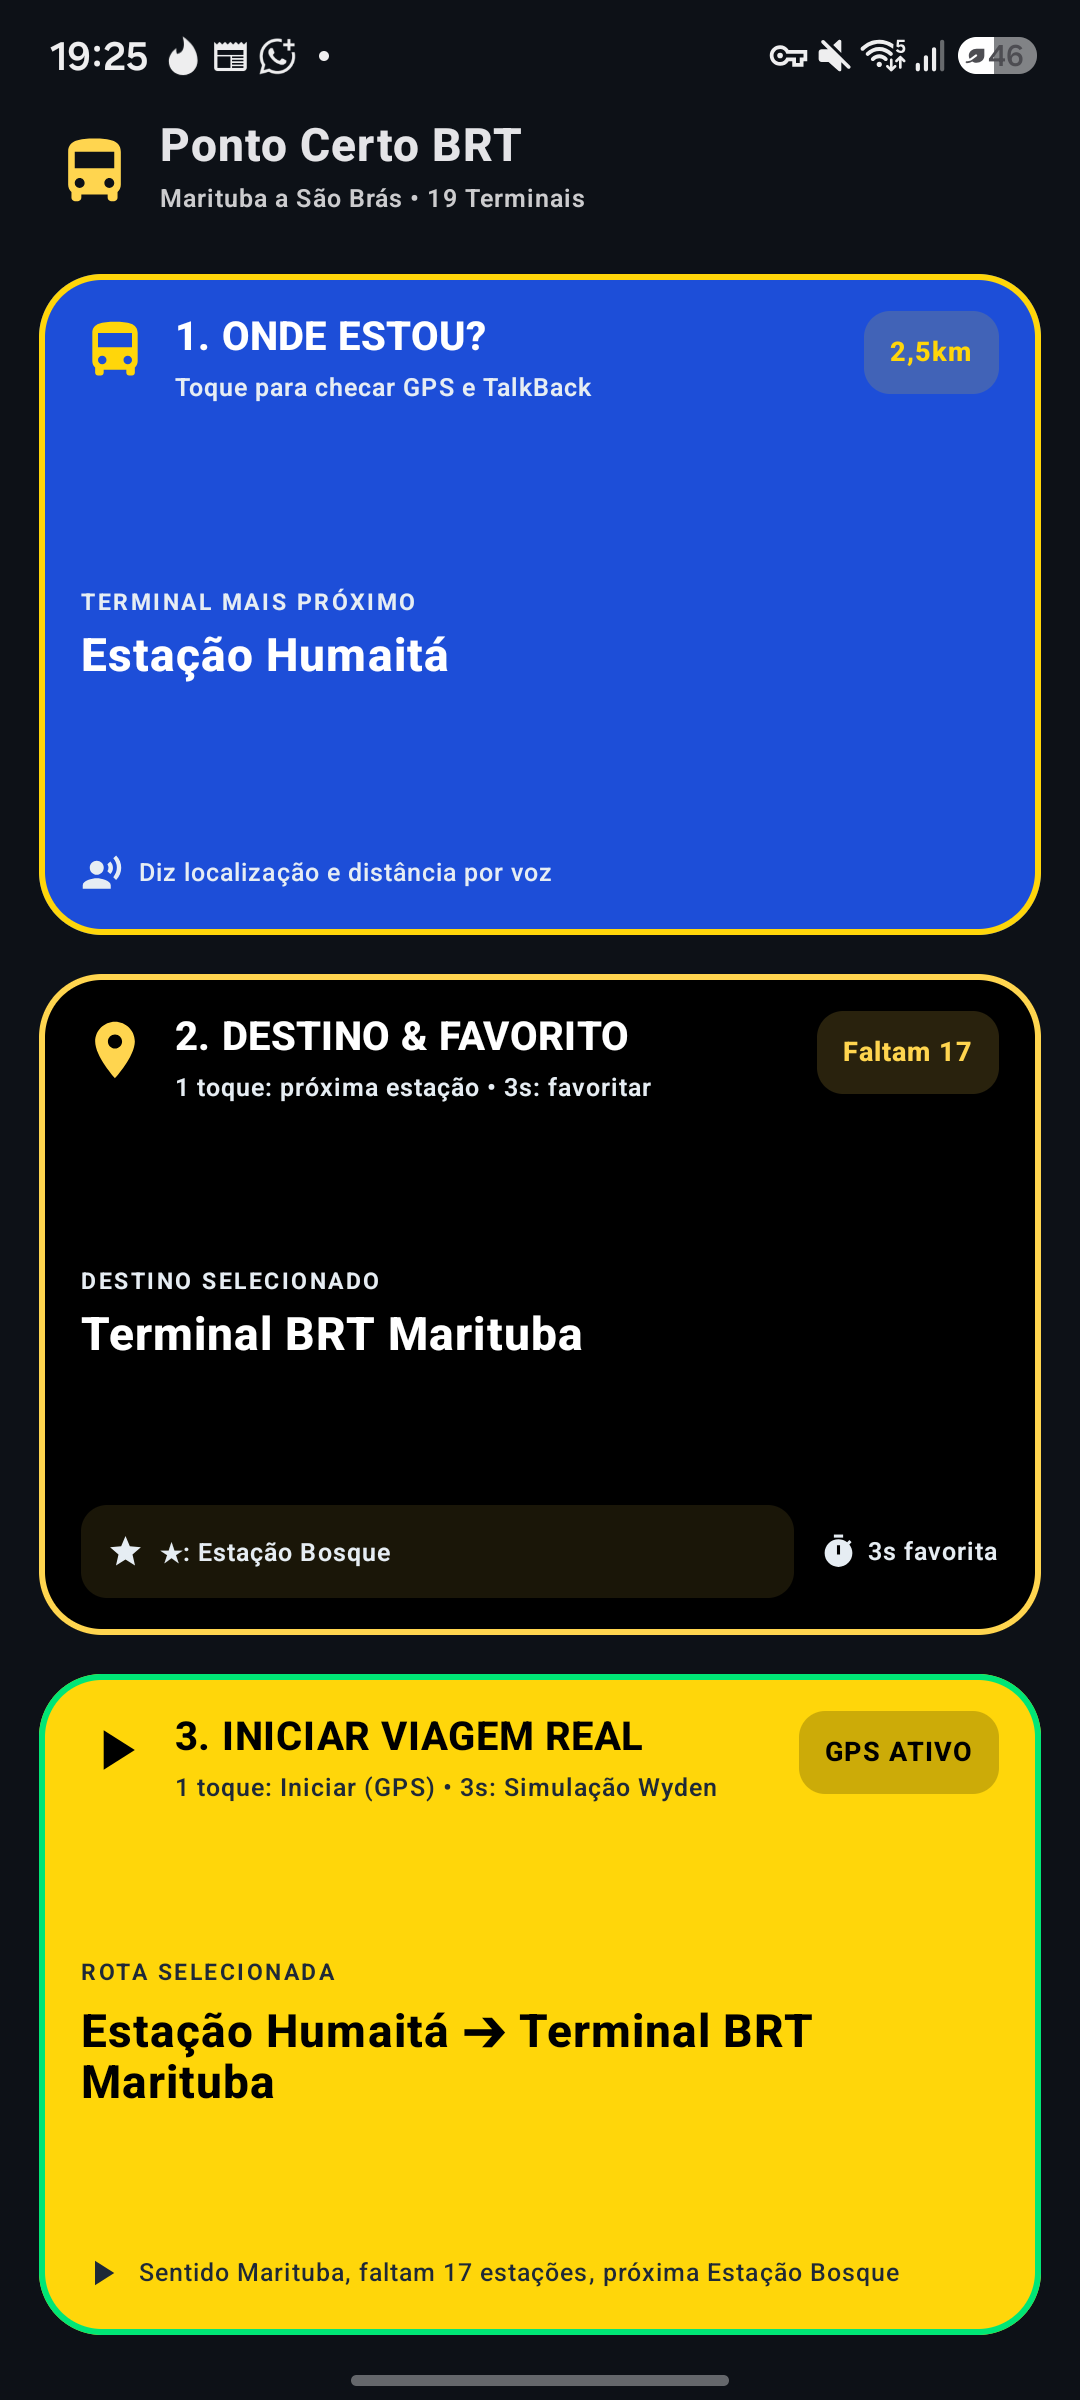 19:25
5
46
Ponto Certo BRT
Marituba a São Brás • 19 Terminais
1. ONDE ESTOU?
2,5km
Toque para checar GPS e TalkBack
TERMINAL MAIS PRÓXIMO
Estação Humaitá
Diz localização e distância por voz
2. DESTINO & FAVORITO
Faltam 17
1 toque: próxima estação • 3s: favoritar
DESTINO SELECIONADO
Terminal BRT Marituba
★: Estação Bosque
3s favorita
3. INICIAR VIAGEM REAL
GPS ATIVO
1 toque: Iniciar (GPS) • 3s: Simulação Wyden
ROTA SELECIONADA
Estação Humaitá ➔ Terminal BRT
Marituba
Sentido Marituba, faltam 17 estações, próxima Estação Bosque